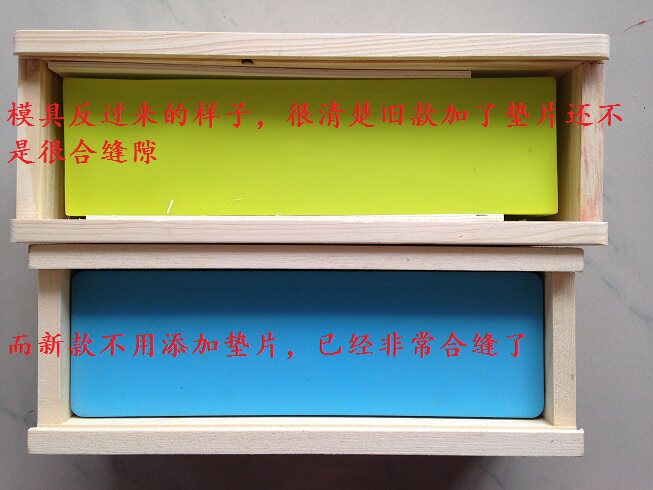 模具反过来的样子，很清楚旧款加了垫片还不
是很合缝隙
而新款不用添加垫片，已经非常合缝了